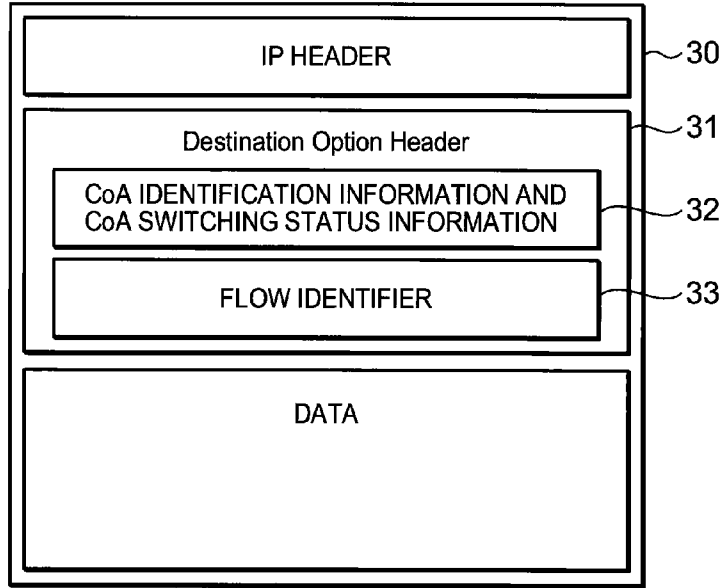 IP HEADER
30
Destination Option Header
31
CoA IDENTIFICATION INFORMATION AND
CoA SWITCHING STATUS INFORMATION
32
FLOW IDENTIFIER
33
DATA